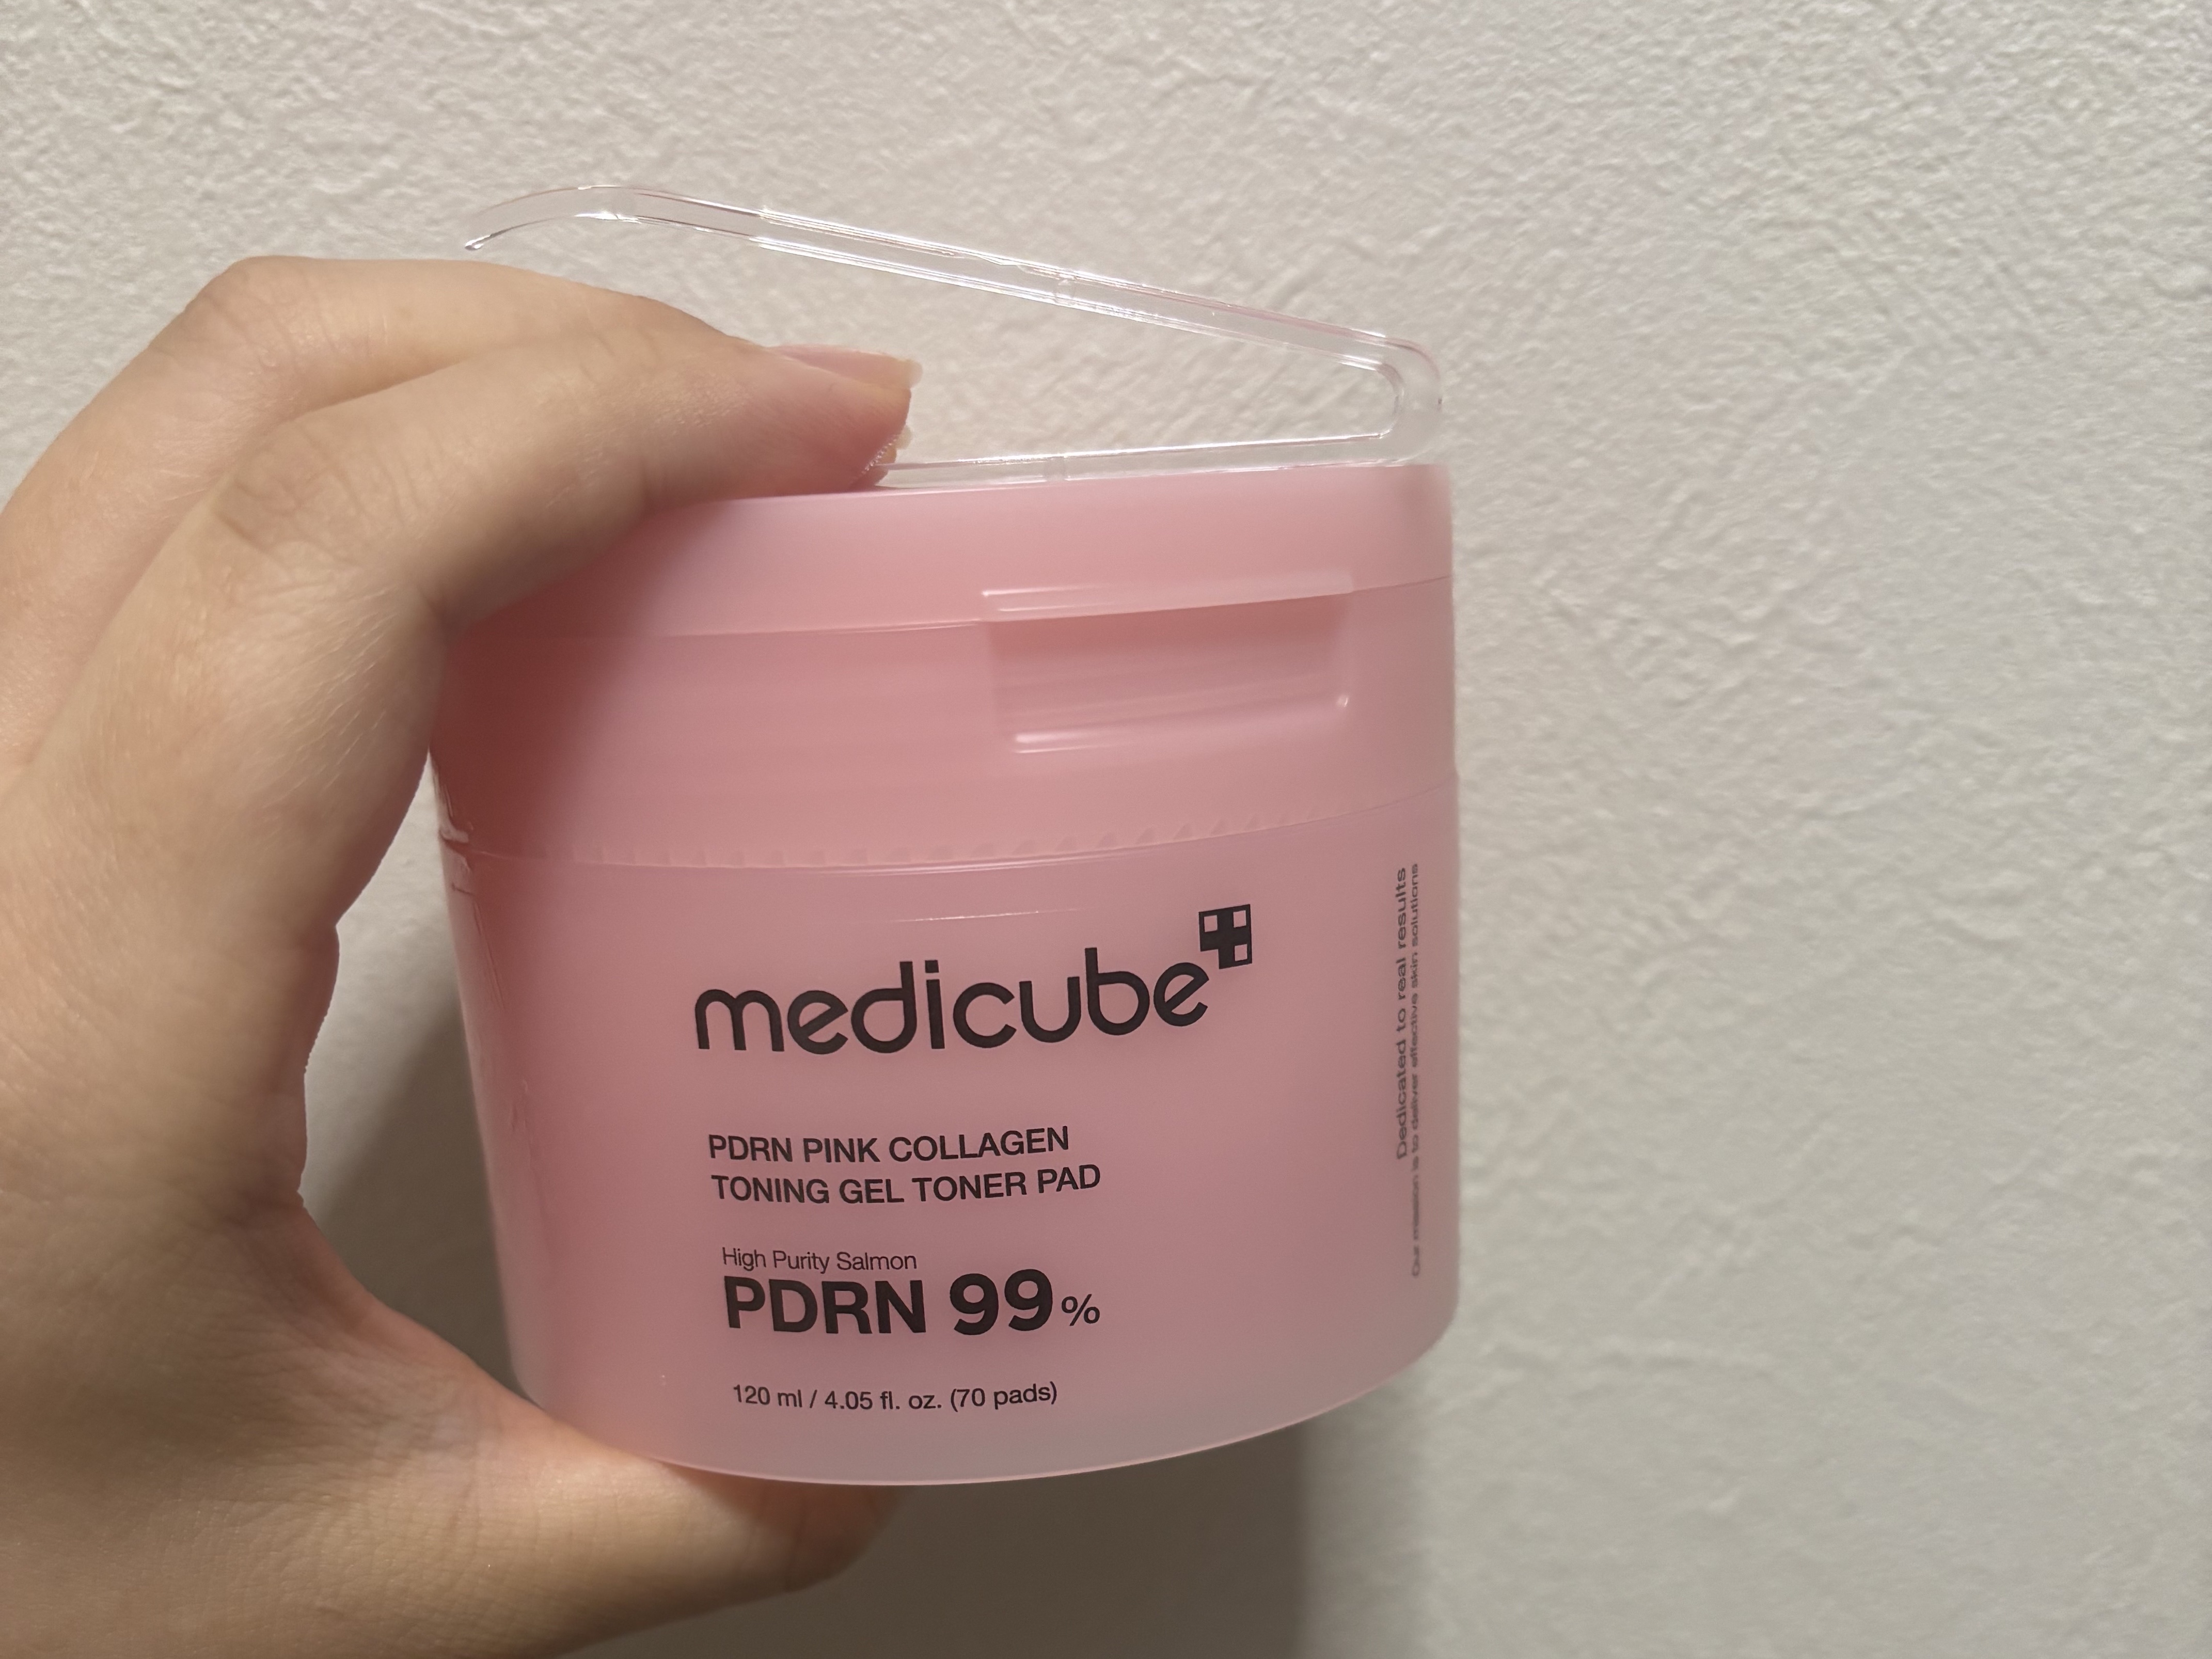 medicube
PDRN PINK COLLAGEN
TONING GEL TONER PAD
High Purity Salmon
PDRN 99%
120 ml / 4.05 fl. oz. (70 pads)
Dedicated to real results
Our mission is to deliver effective skin solutions